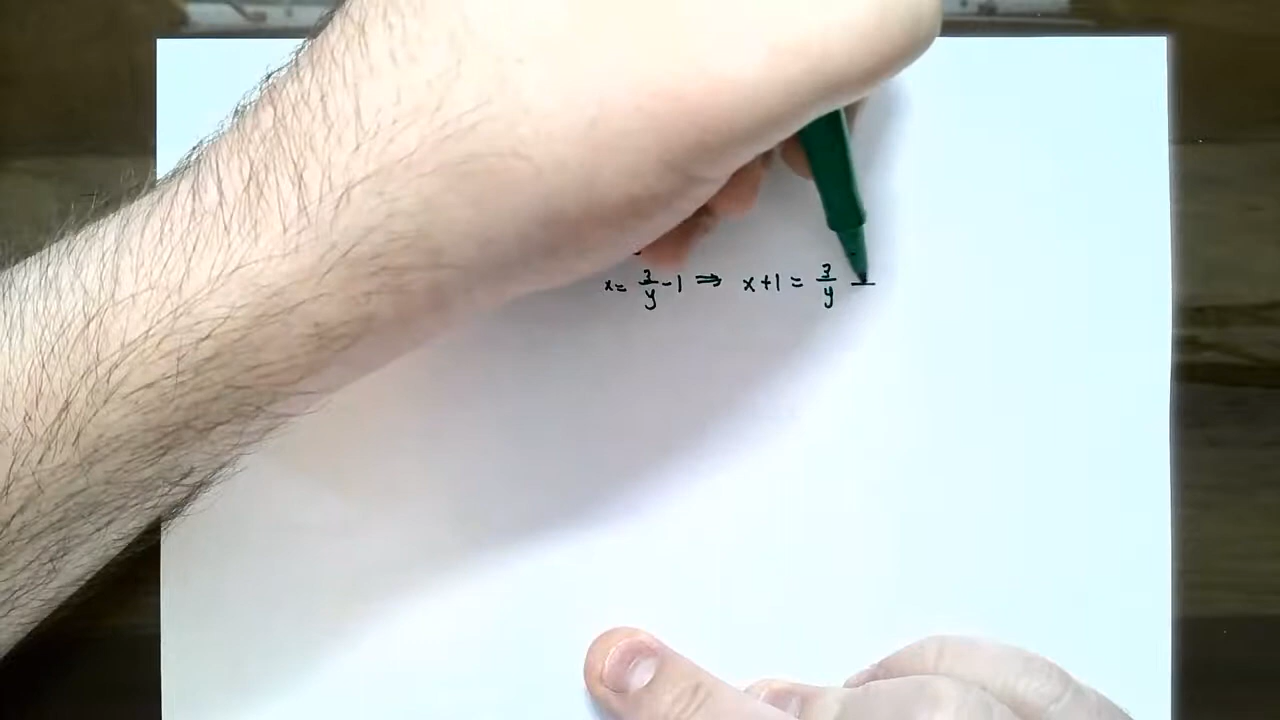 x = 3/y - 1 ⇒ x + 1 = 3/y